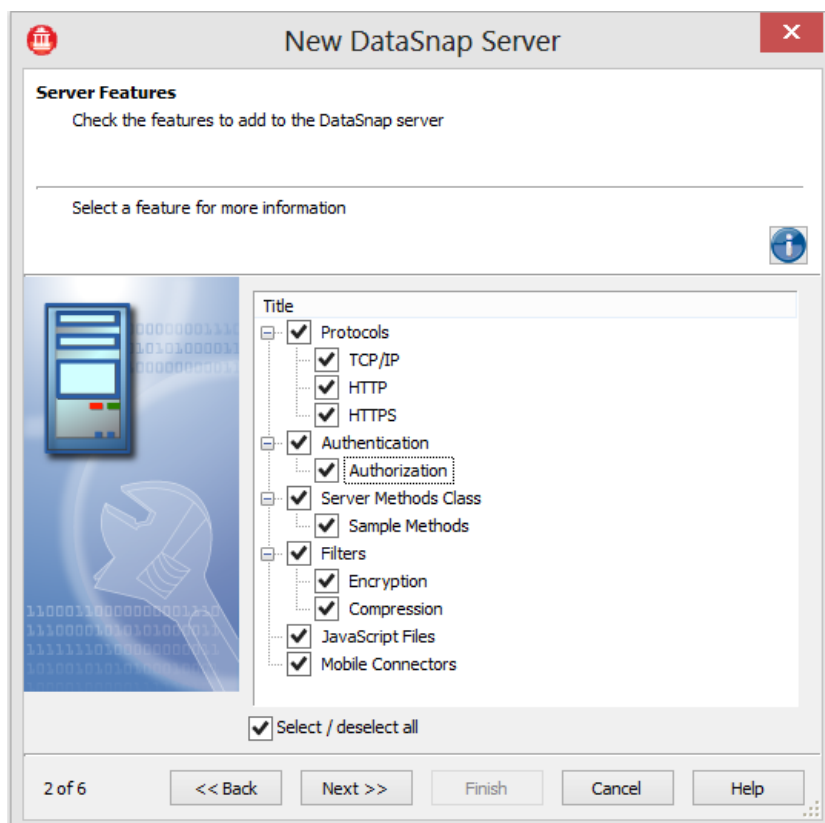 New DataSnap Server
Server Features
Check the features to add to the DataSnap server
Select a feature for more information
Title
Protocols
TCP/IP
HTTP
HTTPS
Authentication
Authorization
Server Methods Class
Sample Methods
Filters
Encryption
Compression
JavaScript Files
Mobile Connectors
Select / deselect all
2 of 6 << Back Next >> Finish Cancel Help